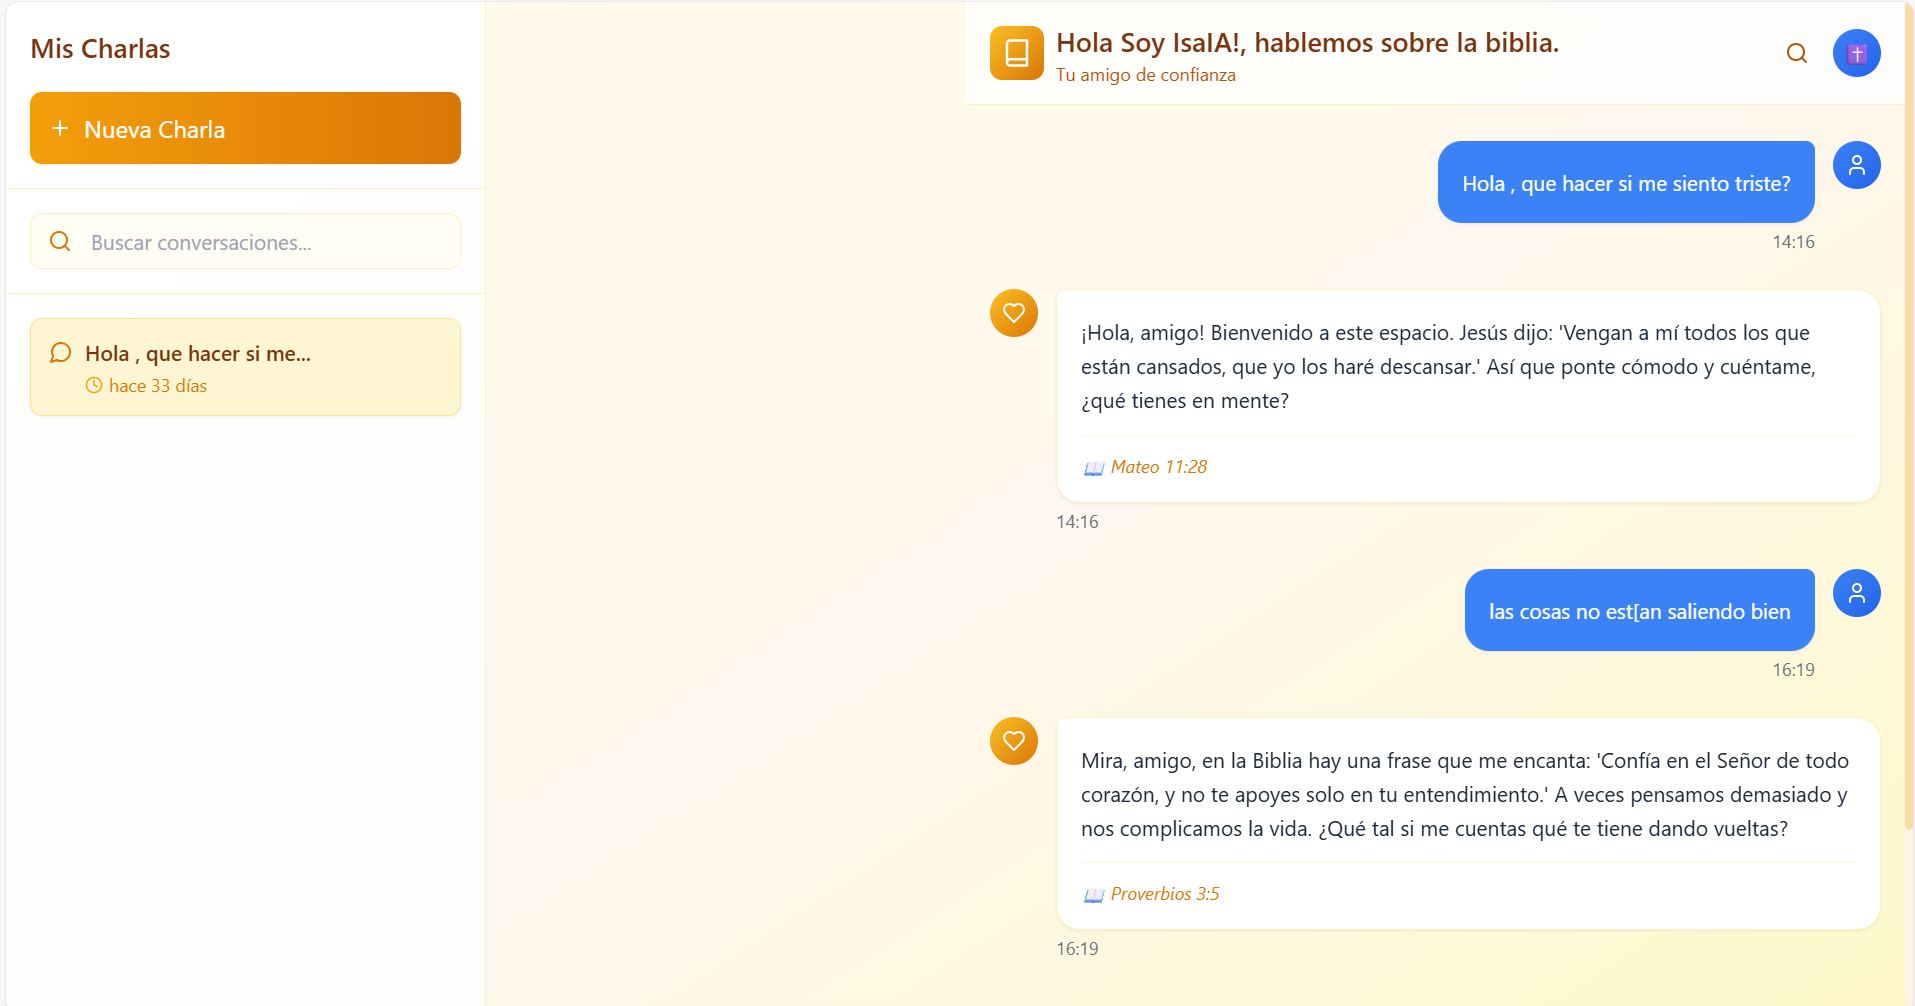 Mis Charlas
+ Nueva Charla
Buscar conversaciones...
Hola , que hacer si me...
hace 33 días
Hola Soy IsaIA!, hablemos sobre la biblia.
Tu amigo de confianza
Hola , que hacer si me siento triste?
14:16
¡Hola, amigo! Bienvenido a este espacio. Jesús dijo: 'Vengan a mí todos los que
están cansados, que yo los haré descansar.' Así que ponte cómodo y cuéntame,
¿qué tienes en mente?
📖 Mateo 11:28
14:16
las cosas no est[an saliendo bien
16:19
Mira, amigo, en la Biblia hay una frase que me encanta: 'Confía en el Señor de todo
corazón, y no te apoyes solo en tu entendimiento.' A veces pensamos demasiado y
nos complicamos la vida. ¿Qué tal si me cuentas qué te tiene dando vueltas?
📖 Proverbios 3:5
16:19